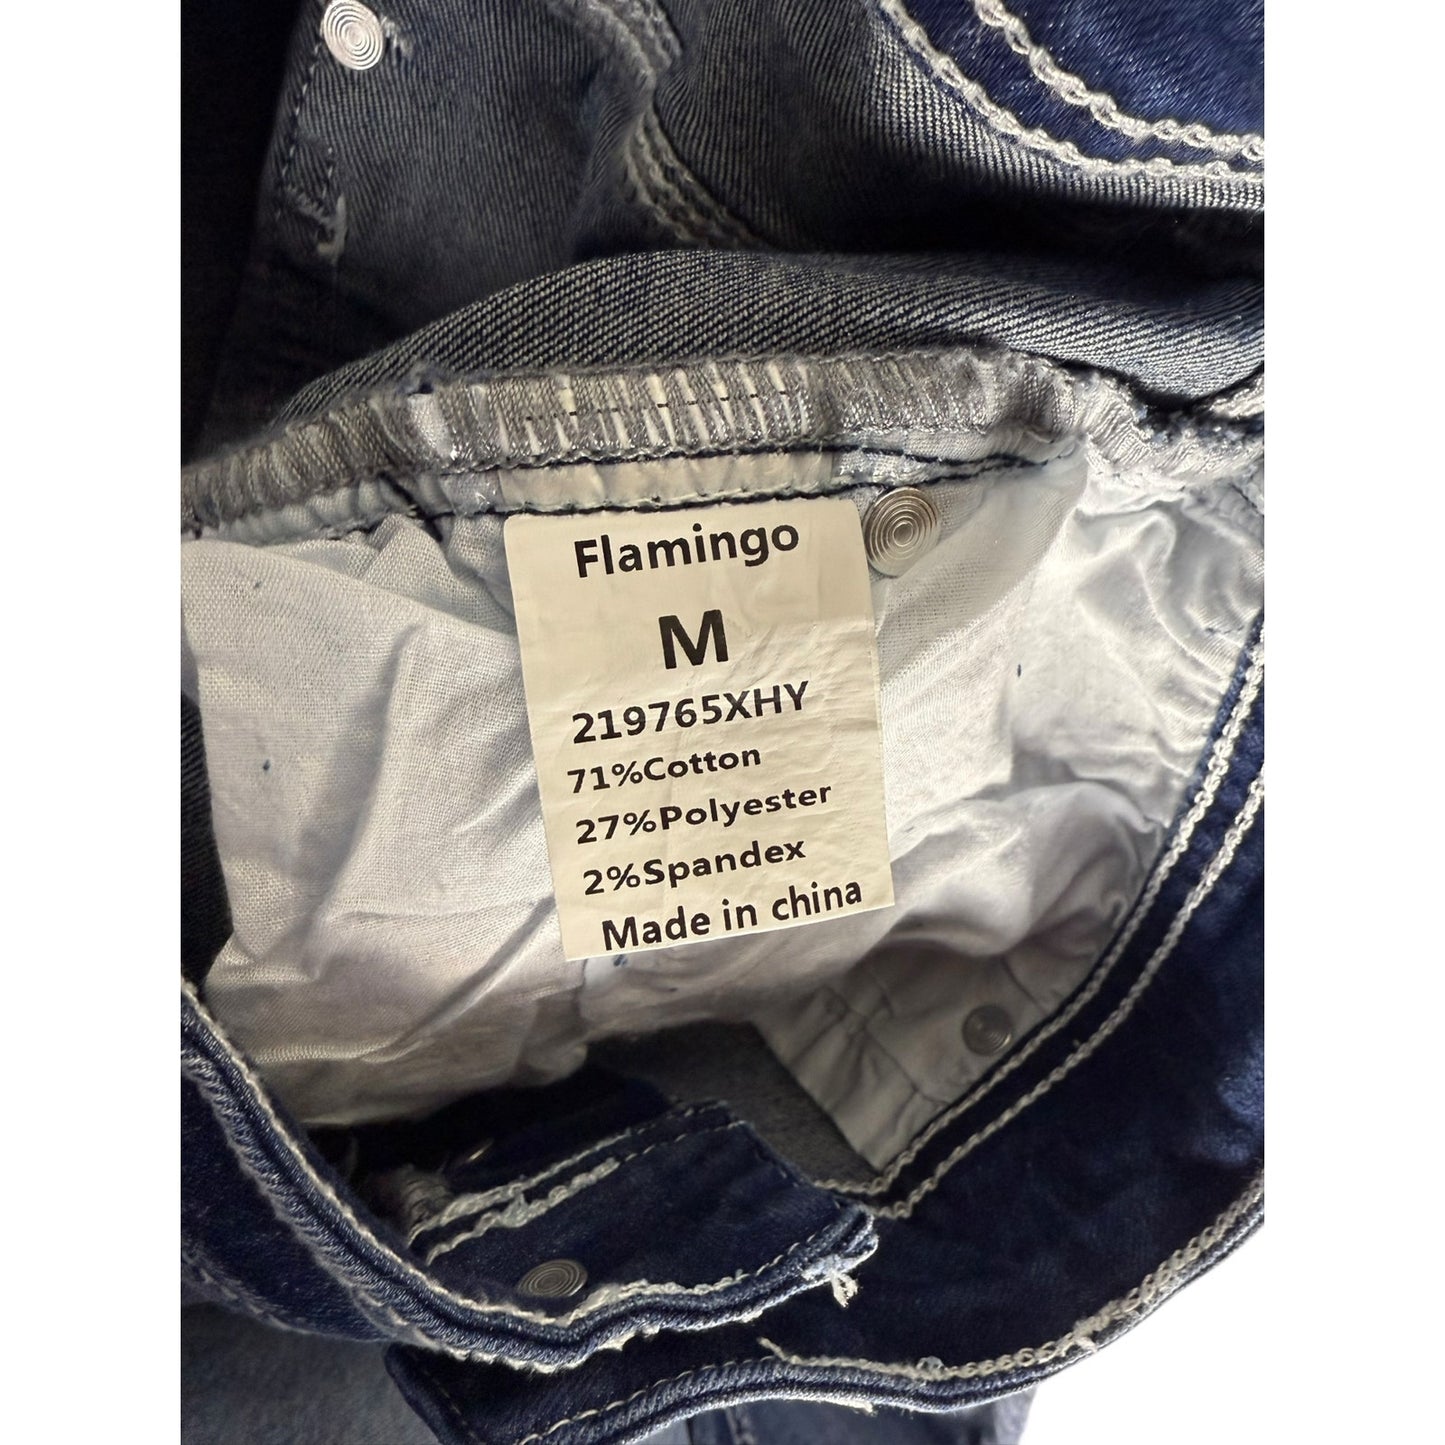 Flamingo
M
219765XHY
71%Cotton
27%Polyester
2%Spandex
Made in china